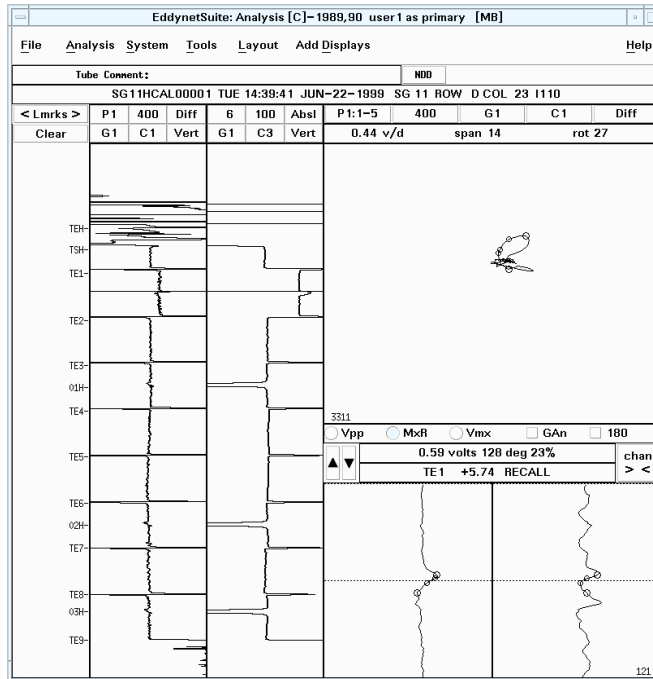 EddynetSuite: Analysis [C]-1989,90 user1 as primary [MB]
File Analysis System Tools Layout Add Displays Help
Tube Comment: NDD
SG11HCAL00001 TUE 14:39:41 JUN-22-1999 SG 11 ROW D COL 23 I110
< Lmrks > P1 400 Diff 6 100 Absl P1:1-5 400 G1 C1 Diff
Clear G1 C1 Vert G1 C3 Vert 0.44 v/d span 14 rot 27
TEH
TSH
TE1
TE2
TE3
01H
TE4
TE5
TE6
02H
TE7
TE8
03H
TE9
3311
Vpp MxR Vmx GAn 180
0.59 volts 128 deg 23% chan
TE1 +5.74 RECALL > <
121